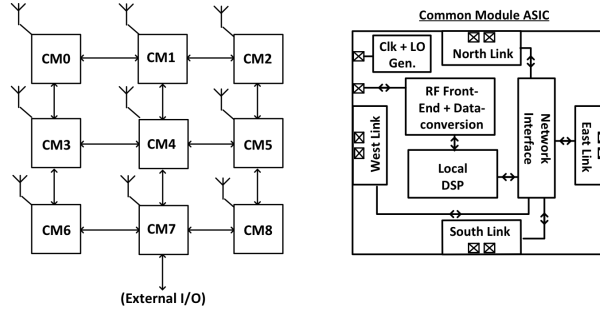 Common Module ASIC
CM0
CM1
CM2
CM3
CM4
CM5
CM6
CM7
CM8
(External I/O)
Clk + LO
Gen.
North Link
RF Front-
End + Data-
conversion
West Link
Local
DSP
Network
Interface
East Link
South Link